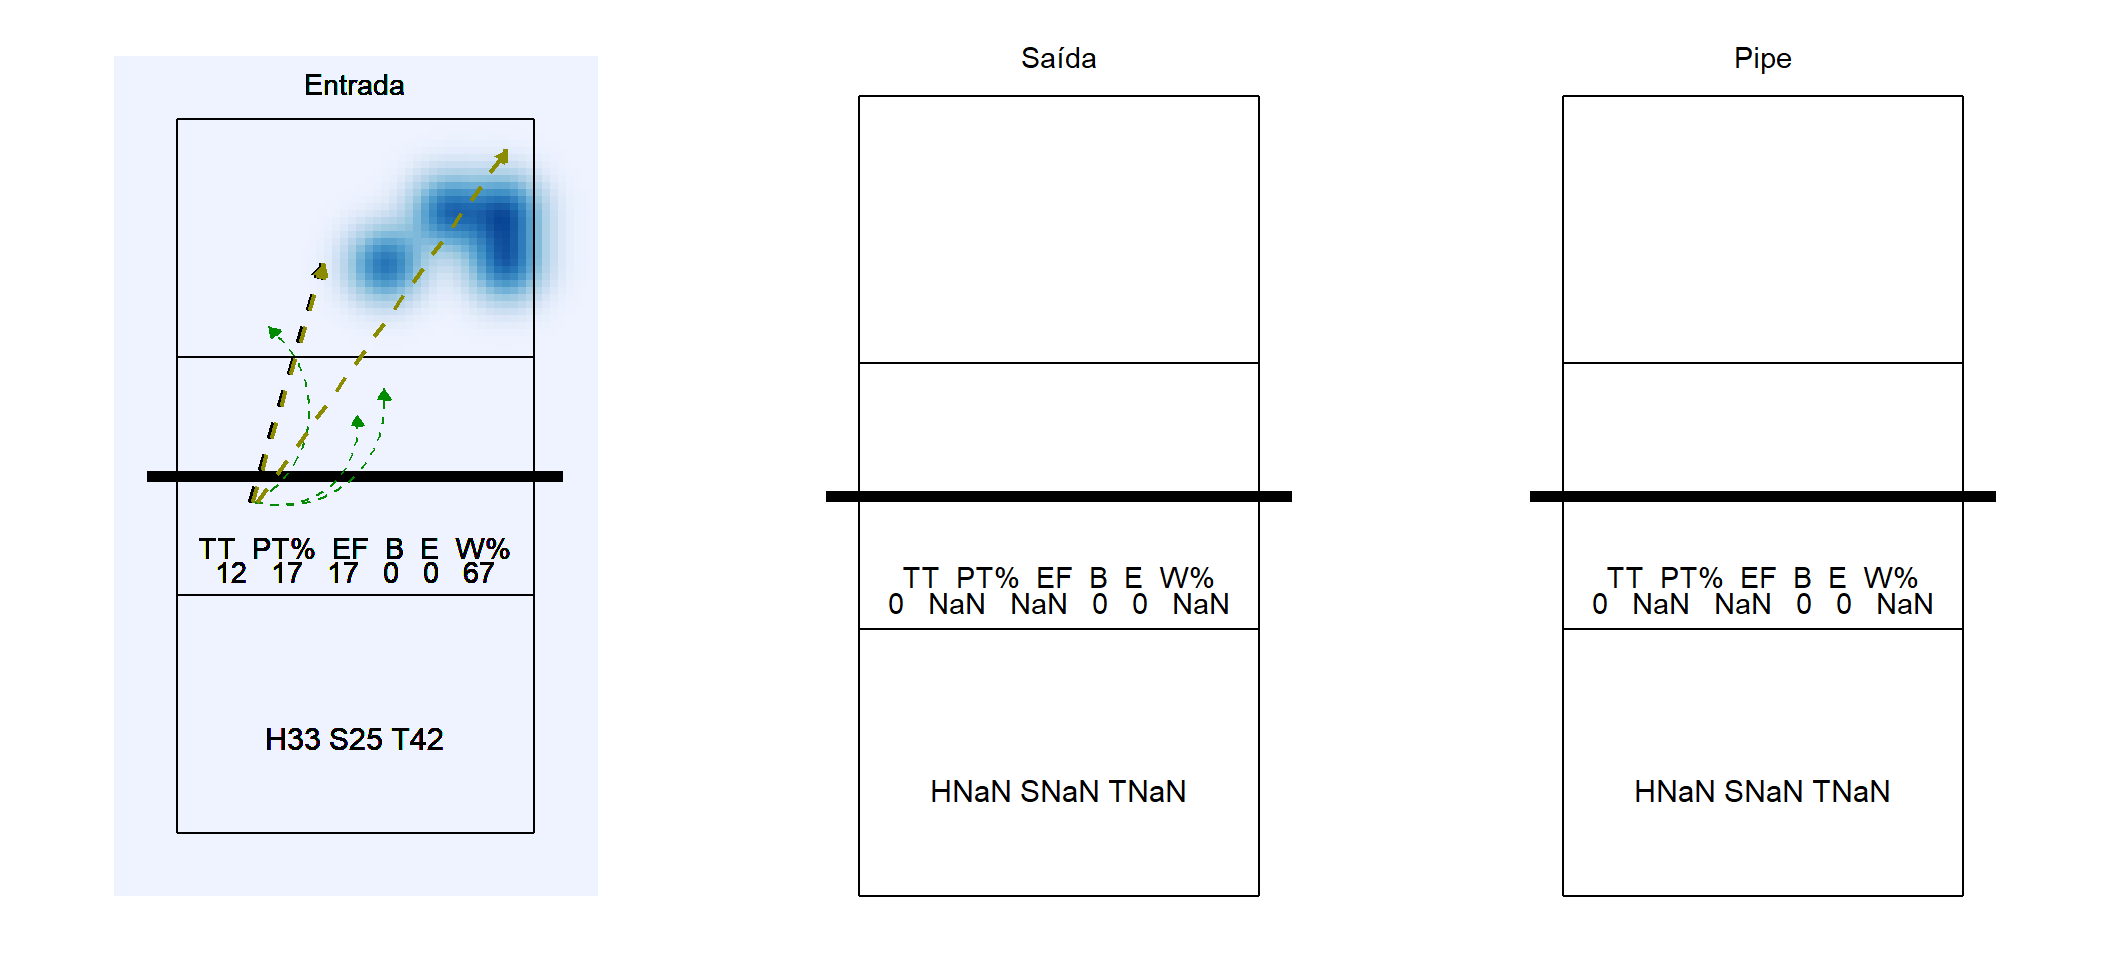 Entrada
TT PT% EF B E W%
12 17 17 0 0 67
H33 S25 T42
Saída
TT PT% EF B E W%
0 NaN NaN 0 0 NaN
HNaN SNaN TNaN
Pipe
TT PT% EF B E W%
0 NaN NaN 0 0 NaN
HNaN SNaN TNaN